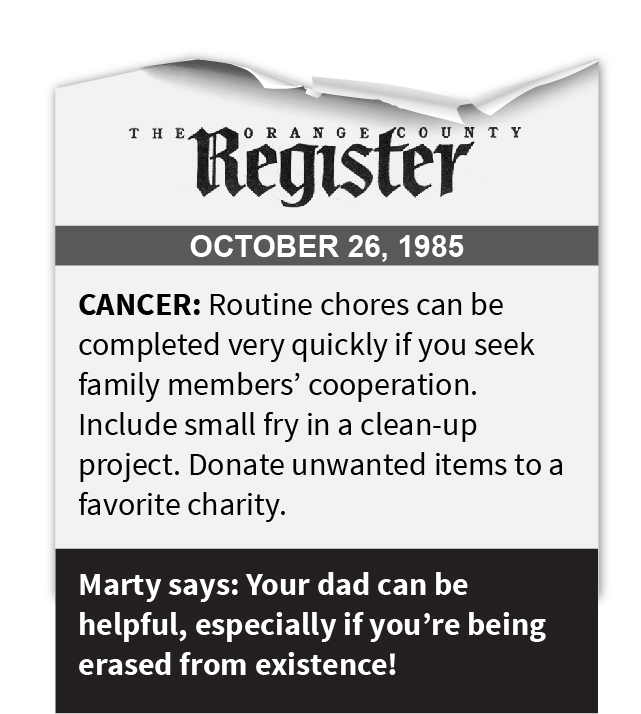 THE ORANGE COUNTY
Register
OCTOBER 26, 1985
CANCER: Routine chores can be
completed very quickly if you seek
family members’ cooperation.
Include small fry in a clean-up
project. Donate unwanted items to a
favorite charity.
Marty says: Your dad can be
helpful, especially if you’re being
erased from existence!